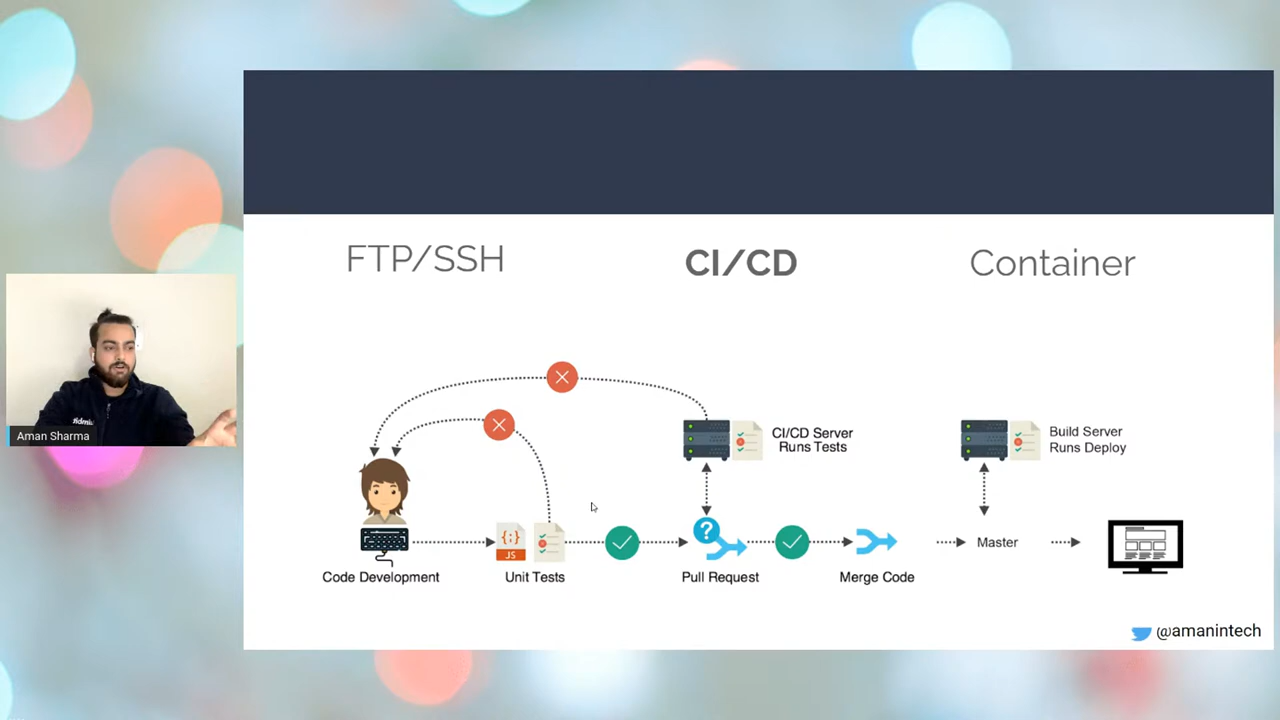 FTP/SSH
CI/CD
Container
CI/CD Server
Runs Tests
Build Server
Runs Deploy
{;}
JS
?
Master
Code Development
Unit Tests
Pull Request
Merge Code
@amanintech
Aman Sharma